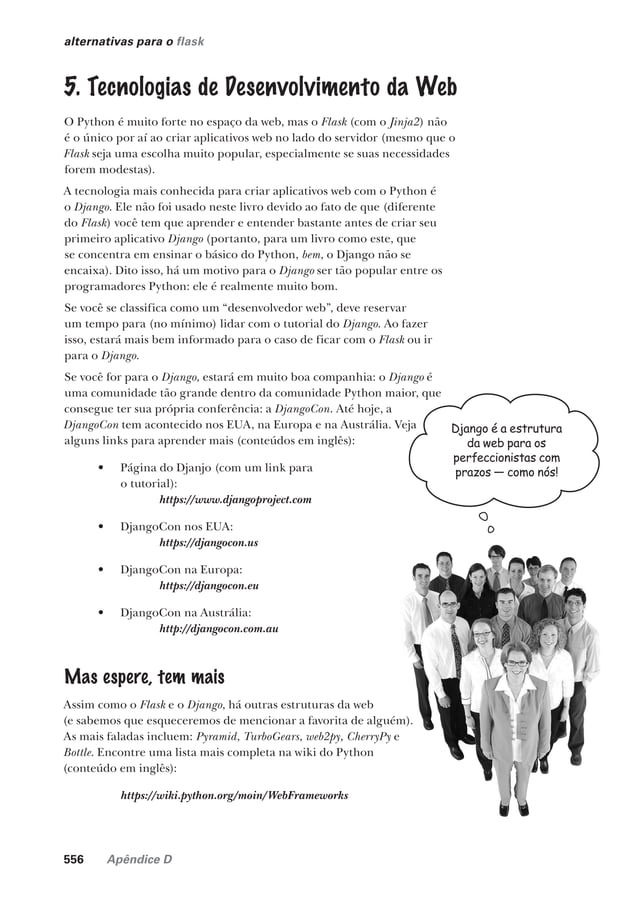 alternativas para o flask
5. Tecnologias de Desenvolvimento da Web
O Python é muito forte no espaço da web, mas o Flask (com o Jinja2) não
é o único por aí ao criar aplicativos web no lado do servidor (mesmo que o
Flask seja uma escolha muito popular, especialmente se suas necessidades
forem modestas).
A tecnologia mais conhecida para criar aplicativos web com o Python é
o Django. Ele não foi usado neste livro devido ao fato de que (diferente
do Flask) você tem que aprender e entender bastante antes de criar seu
primeiro aplicativo Django (portanto, para um livro como este, que
se concentra em ensinar o básico do Python, bem, o Django não se
encaixa). Dito isso, há um motivo para o Django ser tão popular entre os
programadores Python: ele é realmente muito bom.
Se você se classifica como um “desenvolvedor web”, deve reservar
um tempo para (no mínimo) lidar com o tutorial do Django. Ao fazer
isso, estará mais bem informado para o caso de ficar com o Flask ou ir
para o Django.
Se você for para o Django, estará em muito boa companhia: o Django é
uma comunidade tão grande dentro da comunidade Python maior, que
consegue ter sua própria conferência: a DjangoCon. Até hoje, a
DjangoCon tem acontecido nos EUA, na Europa e na Austrália. Veja
alguns links para aprender mais (conteúdos em inglês):
Django é a estrutura
da web para os
perfeccionistas com
prazos — como nós!
• Página do Djanjo (com um link para
o tutorial):
https://www.djangoproject.com
• DjangoCon nos EUA:
https://djangocon.us
• DjangoCon na Europa:
https://djangocon.eu
• DjangoCon na Austrália:
http://djangocon.com.au
Mas espere, tem mais
Assim como o Flask e o Django, há outras estruturas da web
(e sabemos que esqueceremos de mencionar a favorita de alguém).
As mais faladas incluem: Pyramid, TurboGears, web2py, CherryPy e
Bottle. Encontre uma lista mais completa na wiki do Python
(conteúdo em inglês):
https://wiki.python.org/moin/WebFrameworks
556 Apêndice D